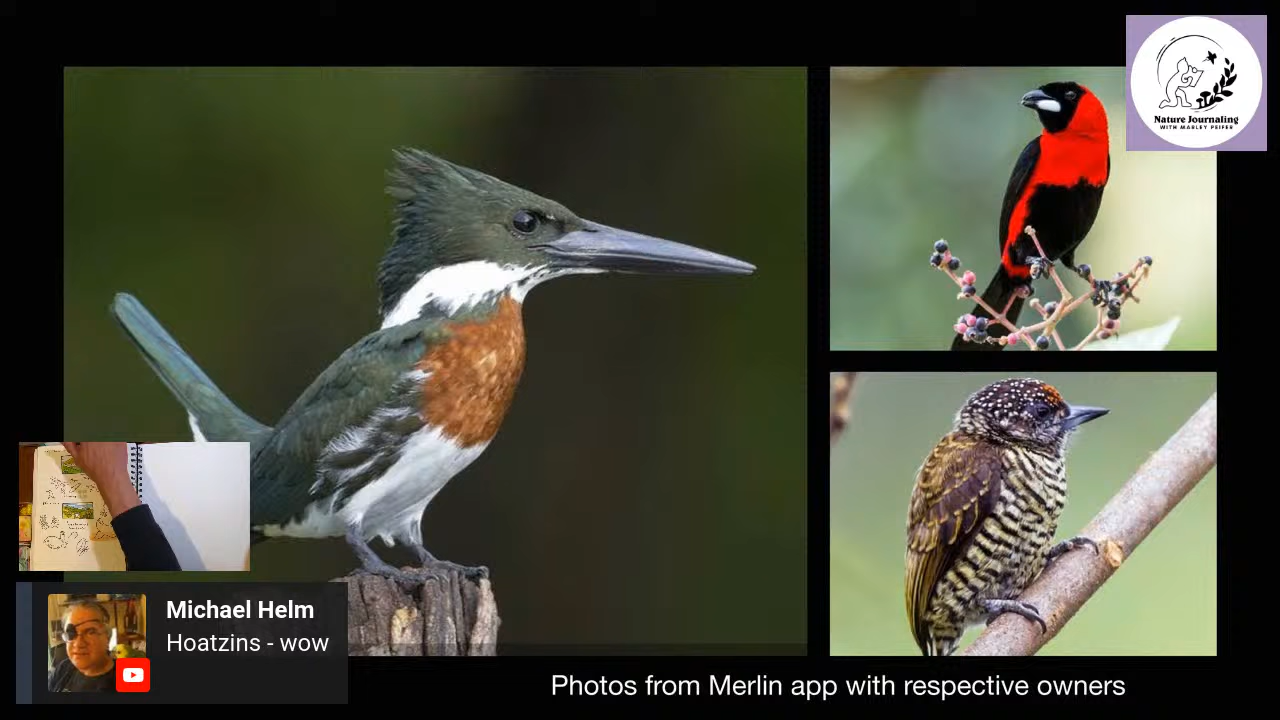 Nature Journaling
WITH MARLEY PEIFER
Michael Helm
Hoatzins - wow
Photos from Merlin app with respective owners